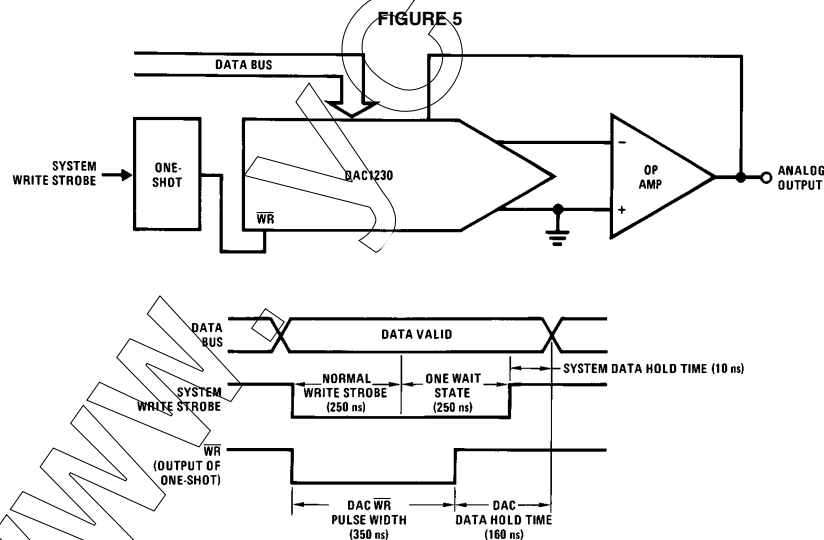 FIGURE 5
DATA BUS
SYSTEM
WRITE STROBE
ONE-
SHOT
DAC1230
WR
−
+
OP
AMP
ANALOG
OUTPUT
DATA
BUS
DATA VALID
SYSTEM DATA HOLD TIME (10 ns)
SYSTEM
WRITE STROBE
NORMAL
WRITE STROBE
(250 ns)
ONE WAIT
STATE
(250 ns)
WR
(OUTPUT OF
ONE-SHOT)
DAC WR
PULSE WIDTH
(350 ns)
DAC
DATA HOLD TIME
(160 ns)